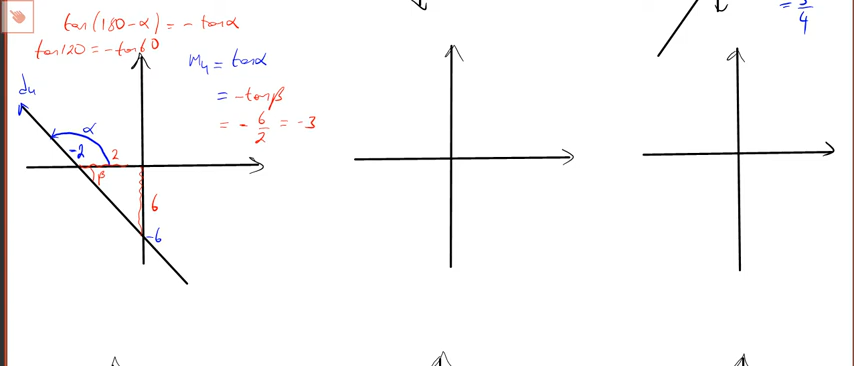 tan(180-α) = -tanα
tan120 = -tan60
d₄
m₄ = tanα
= -tanβ
= -6/2 = -3
α
-2
2
β
6
-6
= 3/4